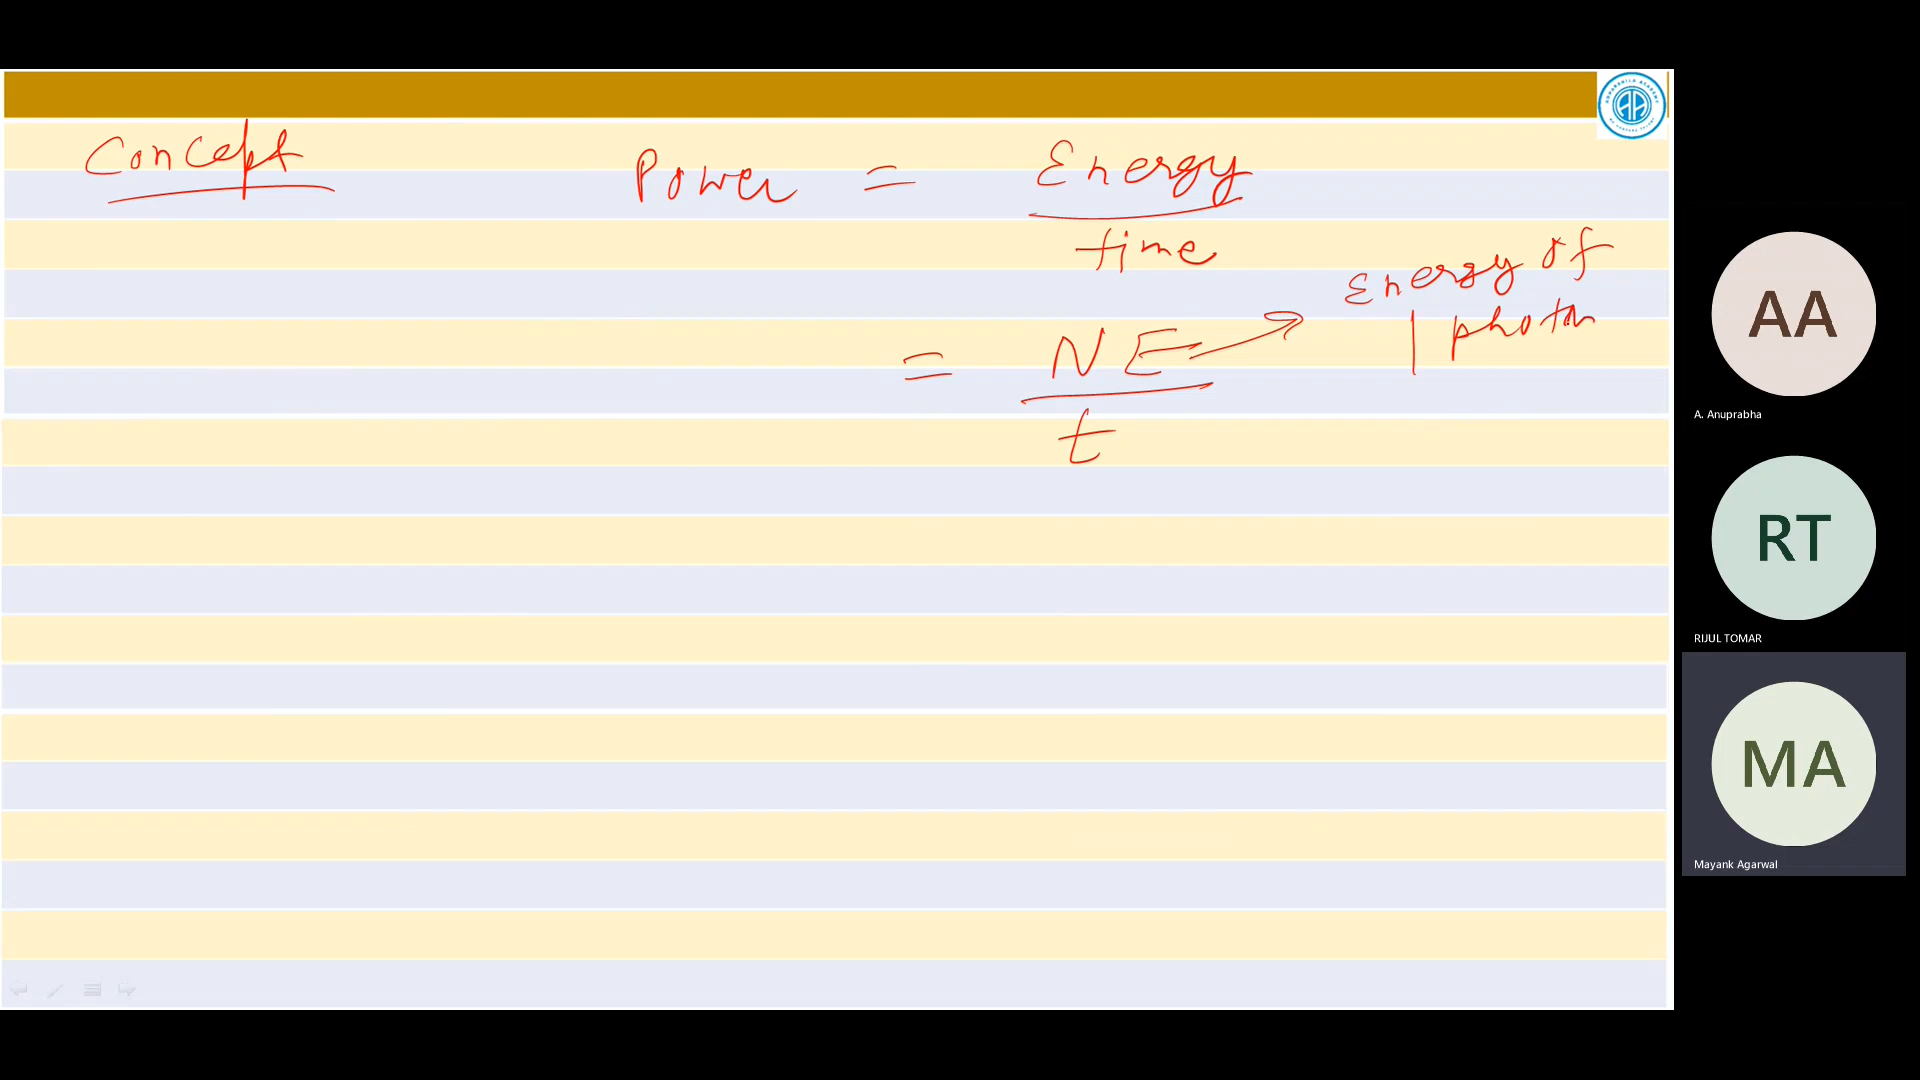 Concept
Power = Energy
time
Energy of
1 photon
= NE
t
AA
A. Anuprabha
RT
RIJUL TOMAR
MA
Mayank Agarwal